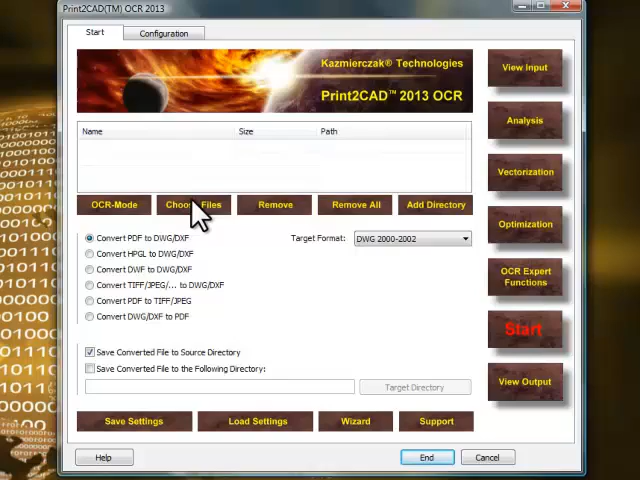 Print2CAD(TM) OCR 2013
Start
Configuration
Kazmierczak® Technologies
Print2CAD™ 2013 OCR
Name
Size
Path
OCR-Mode
Files
Remove
Remove All
Add Directory
Convert PDF to DWG/DXF
Target Format:
DWG 2000-2002
Convert HPGL to DWG/DXF
Convert DWF to DWG/DXF
Convert TIFF/JPEG/... to DWG/DXF
Convert PDF to TIFF/JPEG
Convert DWG/DXF to PDF
Save Converted File to Source Directory
Save Converted File to the Following Directory:
Target Directory
Save Settings
Load Settings
Wizard
Support
View Input
Analysis
Vectorization
Optimization
OCR Expert
Functions
Start
View Output
Help
End
Cancel